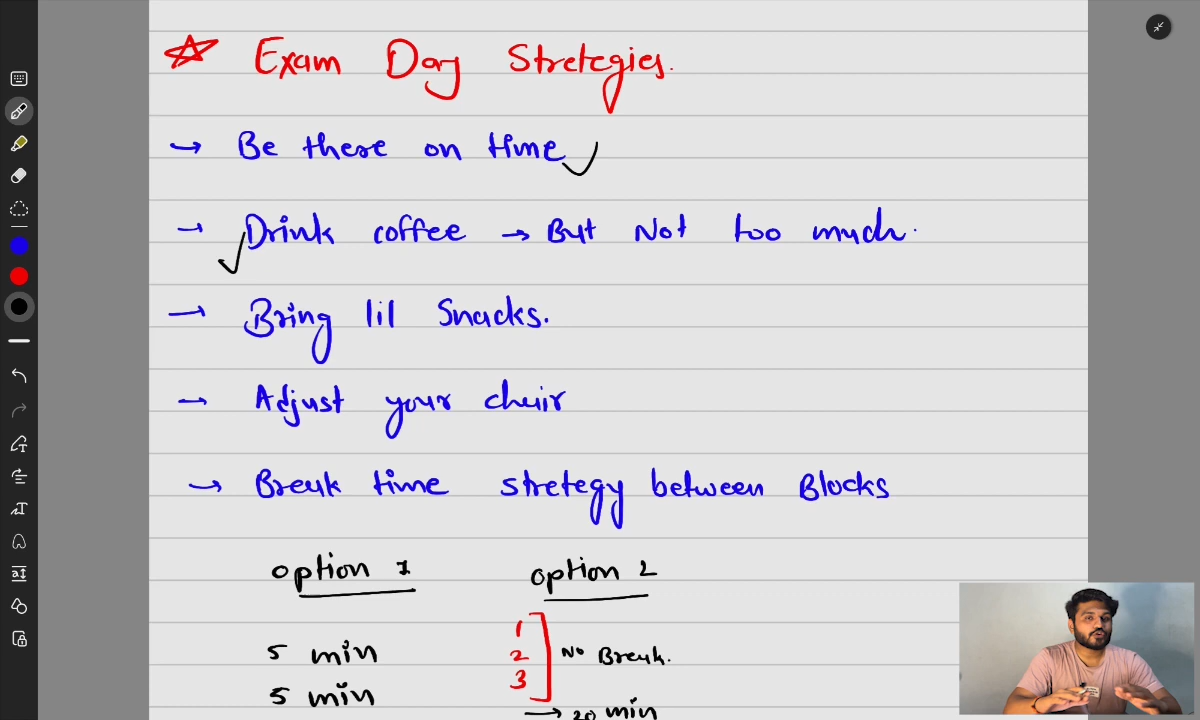 Exam Day Stretegies.
→ Be there on time
→ Drink coffee → But Not too much.
→ Bring lil Snacks.
→ Adjust your chair
→ Break time stretegy between Blocks
option 1 option 2
5 min
5 min
1
2
3
No Break.
→ 20 min